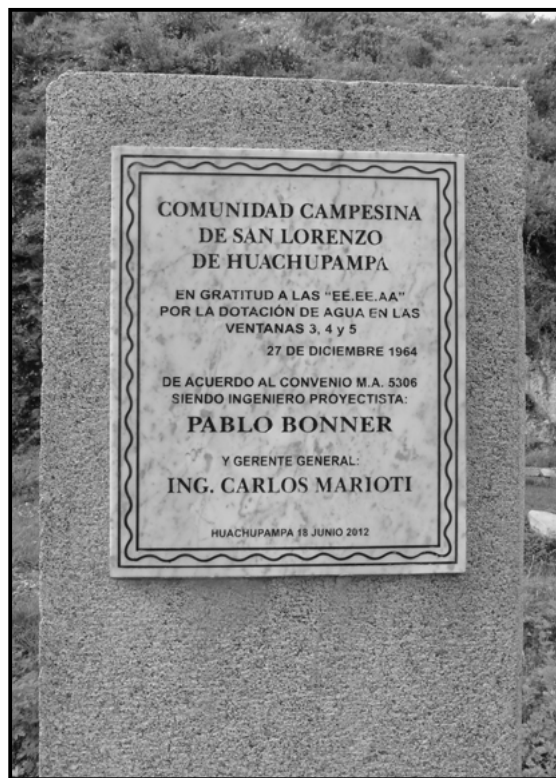 COMUNIDAD CAMPESINA
DE SAN LORENZO
DE HUACHUPAMPA
EN GRATITUD A LAS "EE.EE.AA"
POR LA DOTACIÓN DE AGUA EN LAS
VENTANAS 3, 4 y 5
27 DE DICIEMBRE 1964
DE ACUERDO AL CONVENIO M.A. 5306
SIENDO INGENIERO PROYECTISTA:
PABLO BONNER
Y GERENTE GENERAL:
ING. CARLOS MARIOTI
HUACHUPAMPA 18 JUNIO 2012